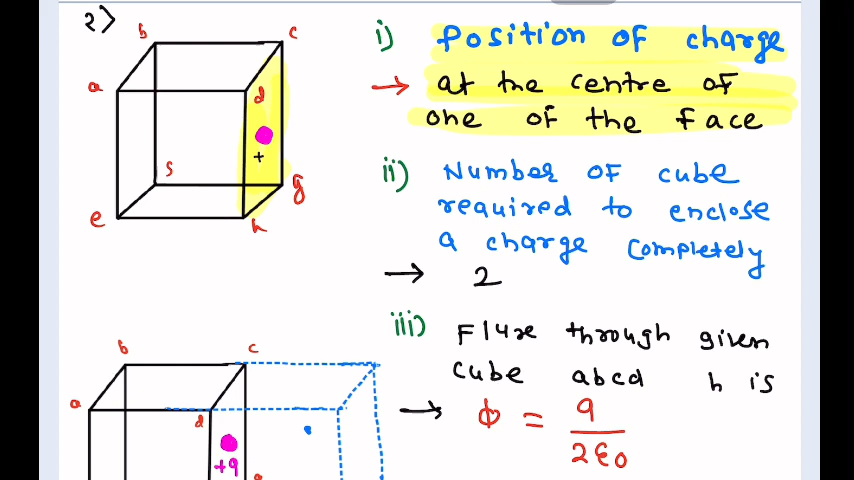 2)
b
c
a
d
+
s
g
e
h
i) Position of charge
→ at the centre of
one of the face
ii) Number of cube
required to enclose
a charge completely
→ 2
iii) Flux through given
cube abcd h is
→ ϕ = q / 2ε0
b
c
a
d
+q